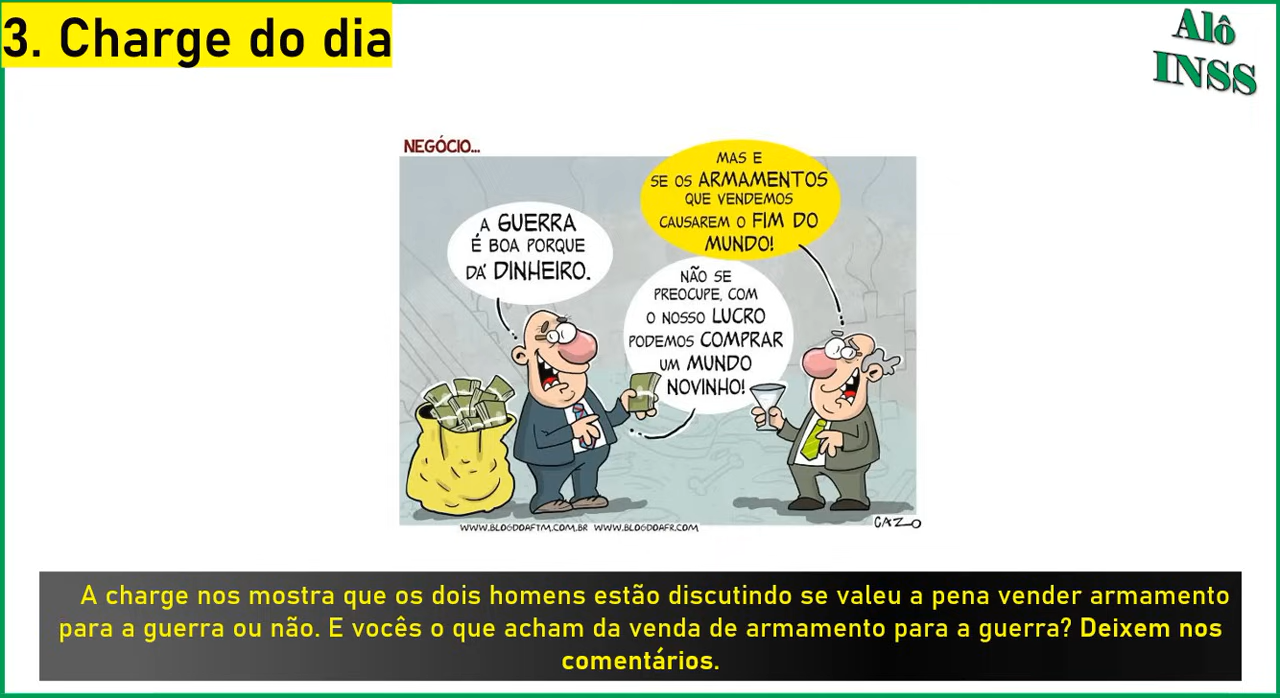 3. Charge do dia
Alô
INSS
NEGÓCIO...
A GUERRA
É BOA PORQUE
DÁ DINHEIRO.
MAS E
SE OS ARMAMENTOS
QUE VENDEMOS
CAUSAREM O FIM DO
MUNDO!
NÃO SE
PREOCUPE, COM
O NOSSO LUCRO
PODEMOS COMPRAR
UM MUNDO
NOVINHO!
WWW.BLOGDOAFTM.COM.BR WWW.BLOGDOAFR.COM
CAZO
A charge nos mostra que os dois homens estão discutindo se valeu a pena vender armamento
para a guerra ou não. E vocês o que acham da venda de armamento para a guerra? Deixem nos
comentários.